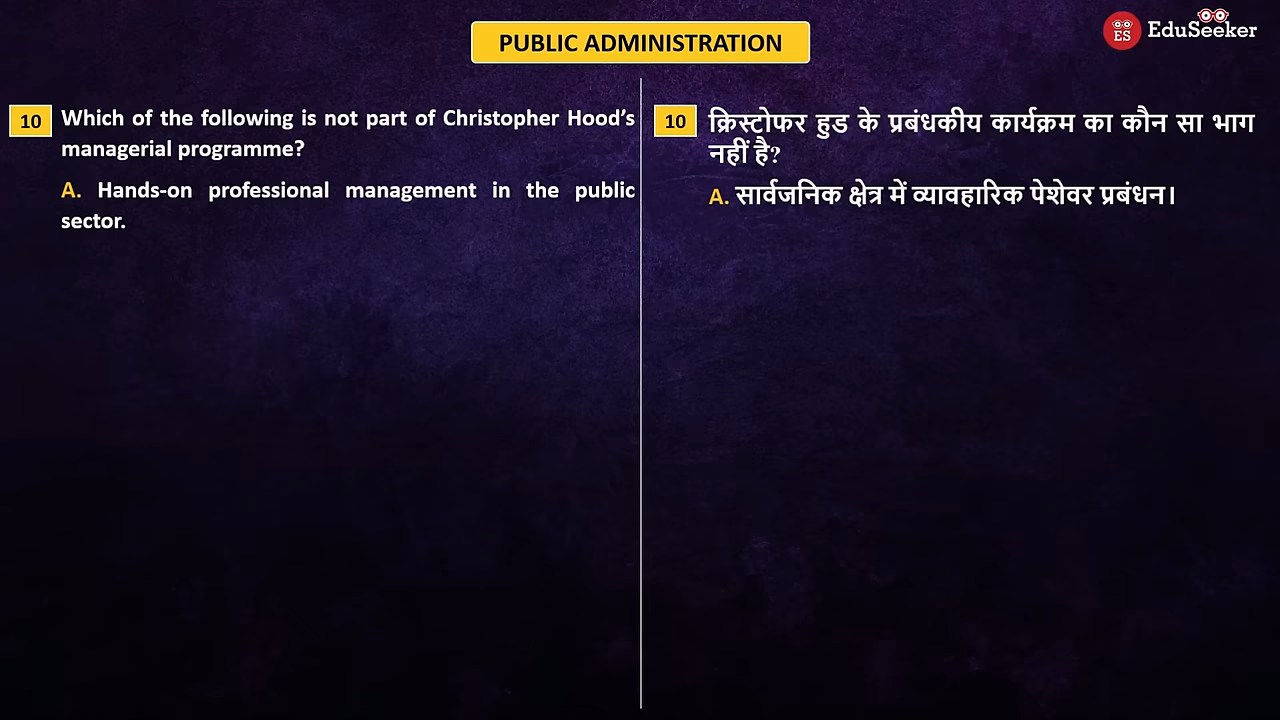 PUBLIC ADMINISTRATION
ES
EduSeeker
10
Which of the following is not part of Christopher Hood's
managerial programme?
A. Hands-on professional management in the public
sector.
10
क्रिस्टोफर हुड के प्रबंधकीय कार्यक्रम का कौन सा भाग
नहीं है?
A. सार्वजनिक क्षेत्र में व्यावहारिक पेशेवर प्रबंधन।